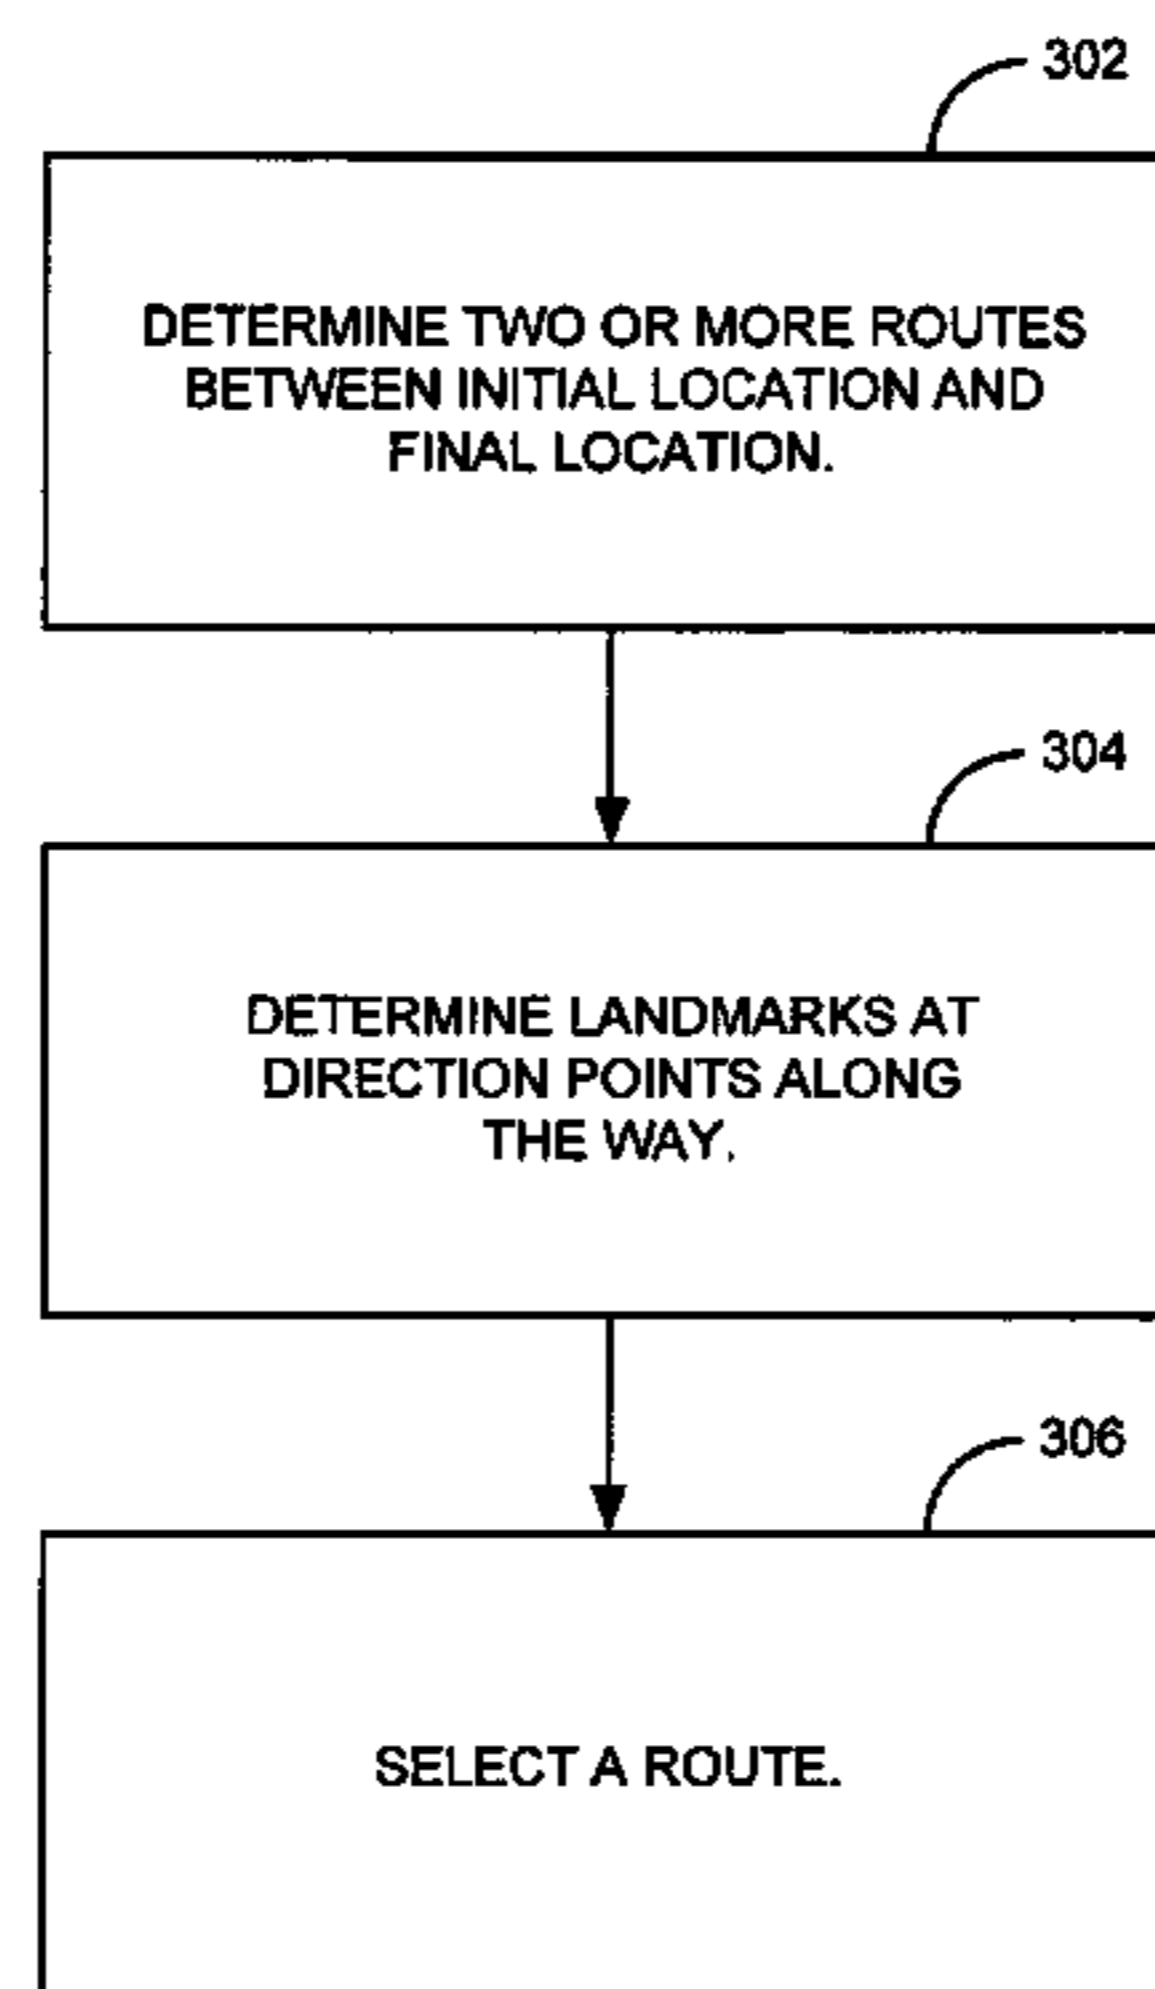 302
DETERMINE TWO OR MORE ROUTES
BETWEEN INITIAL LOCATION AND
FINAL LOCATION.
304
DETERMINE LANDMARKS AT
DIRECTION POINTS ALONG
THE WAY.
306
SELECT A ROUTE.